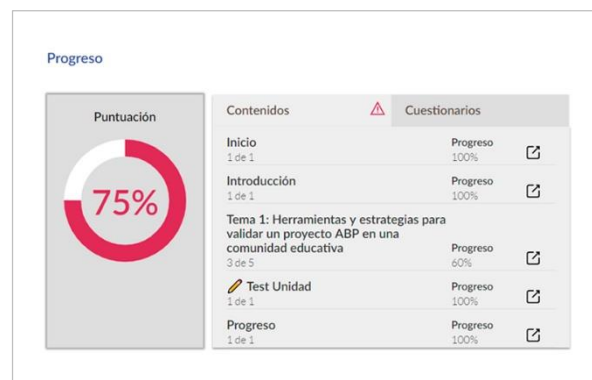 Progreso
Puntuación
75%
Contenidos
Cuestionarios
Inicio
1 de 1
Progreso
100%
Introducción
1 de 1
Progreso
100%
Tema 1: Herramientas y estrategias para
validar un proyecto ABP en una
comunidad educativa
3 de 5
Progreso
60%
Test Unidad
1 de 1
Progreso
100%
Progreso
1 de 1
Progreso
100%